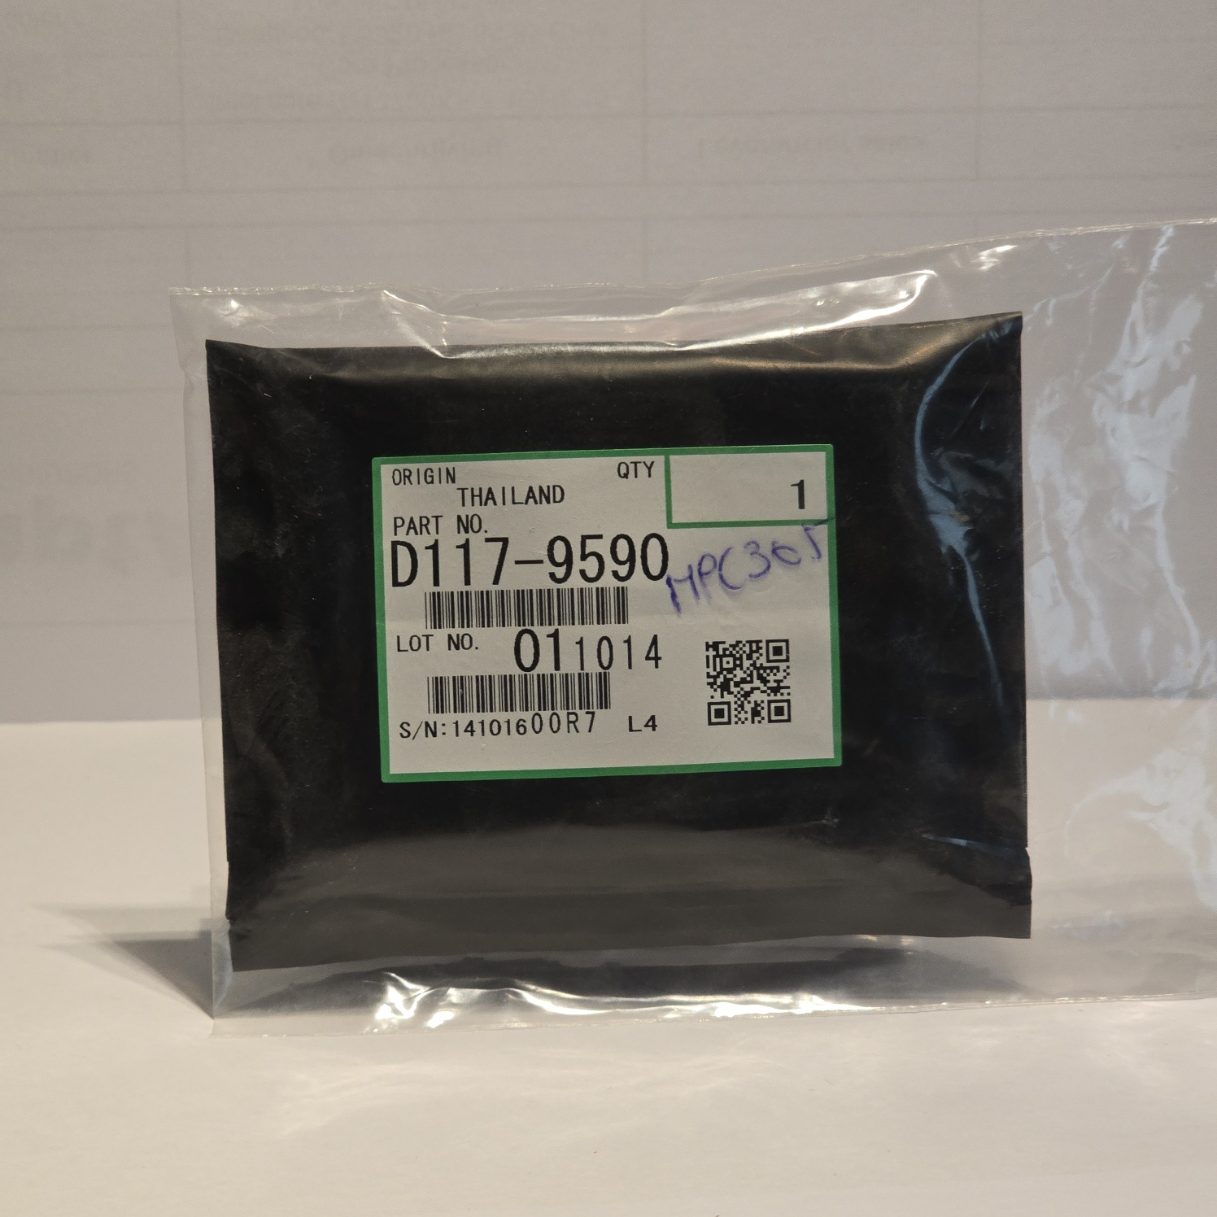 ORIGIN QTY
THAILAND 1
PART NO.
D117-9590
MPC305
LOT NO. 011014
S/N:14101600R7 L4